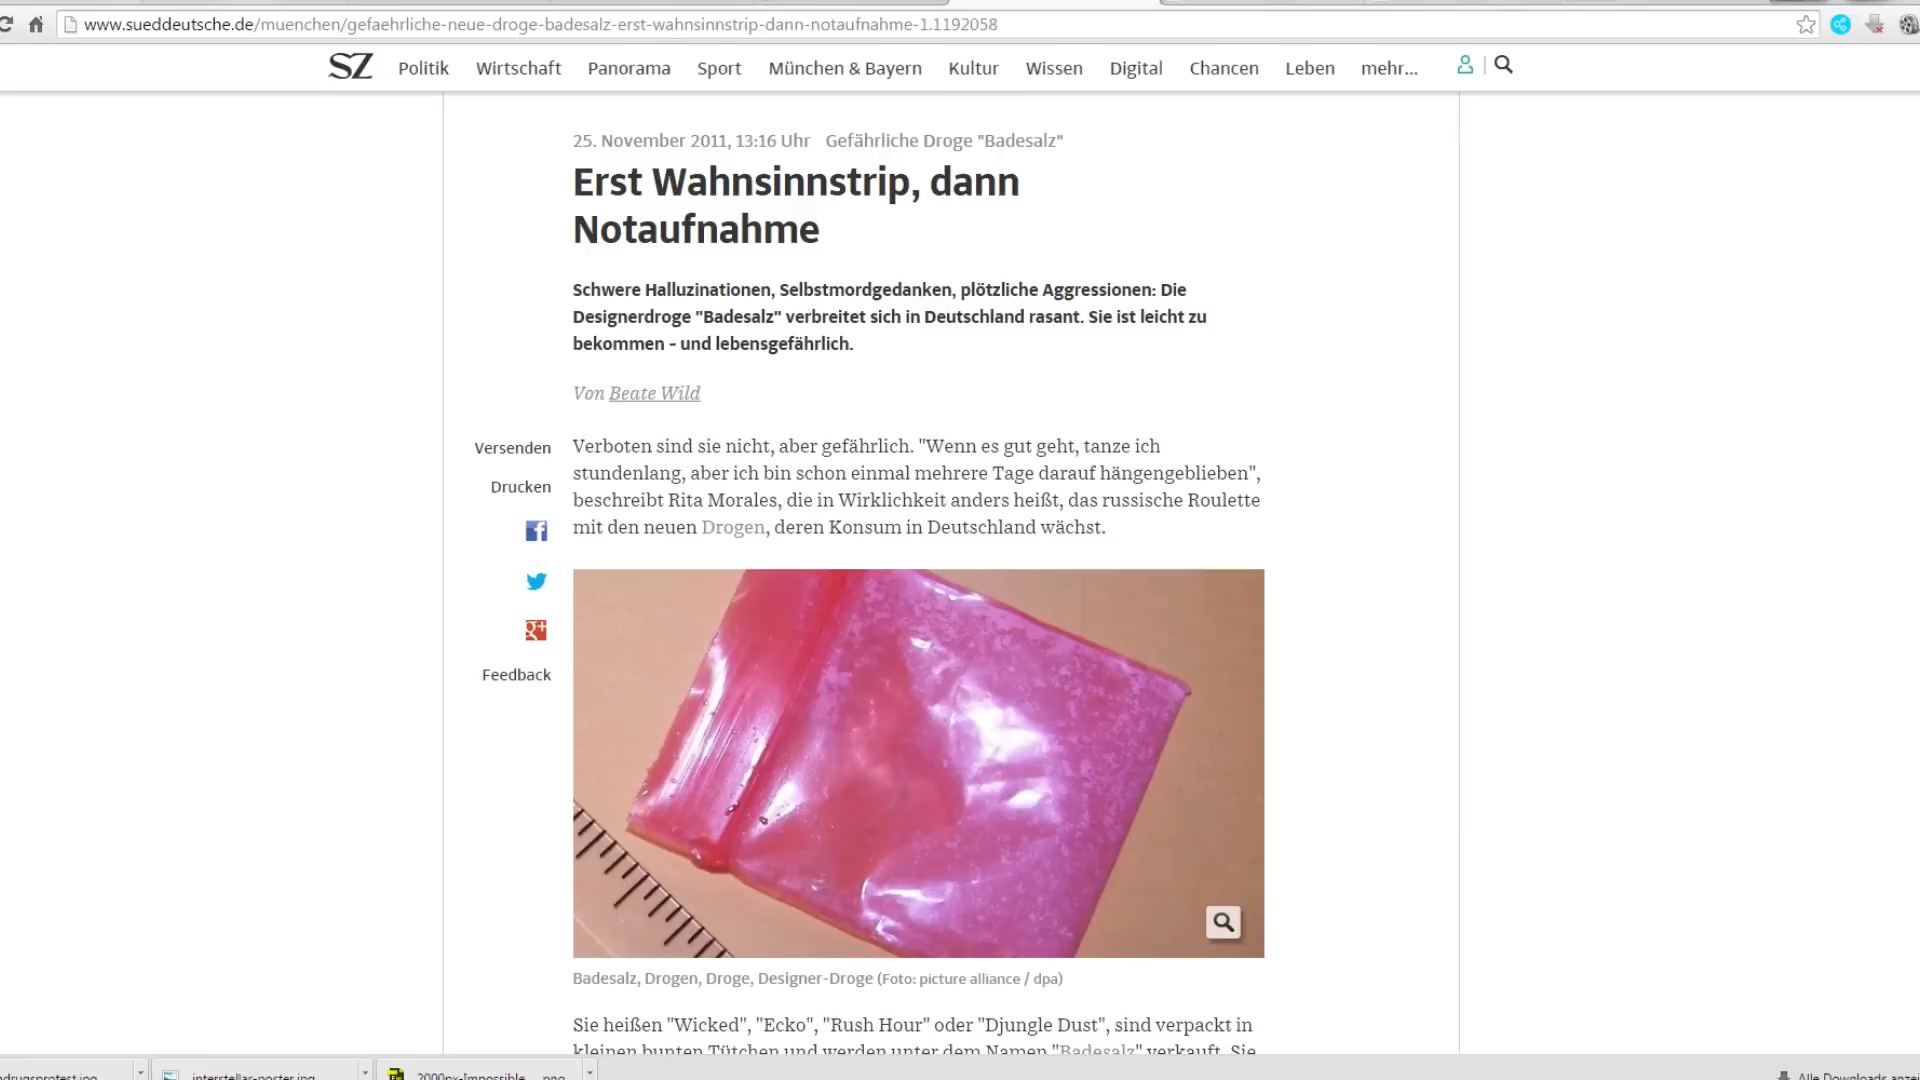 www.sueddeutsche.de/muenchen/gefaehrliche-neue-droge-badesalz-erst-wahnsinnstrip-dann-notaufnahme-1.1192058
SZ Politik Wirtschaft Panorama Sport München & Bayern Kultur Wissen Digital Chancen Leben mehr...
25. November 2011, 13:16 Uhr Gefährliche Droge "Badesalz"
Erst Wahnsinnstrip, dann
Notaufnahme
Schwere Halluzinationen, Selbstmordgedanken, plötzliche Aggressionen: Die
Designerdroge "Badesalz" verbreitet sich in Deutschland rasant. Sie ist leicht zu
bekommen - und lebensgefährlich.
Von Beate Wild
Versenden
Drucken
Feedback
Verboten sind sie nicht, aber gefährlich. "Wenn es gut geht, tanze ich
stundenlang, aber ich bin schon einmal mehrere Tage darauf hängengeblieben",
beschreibt Rita Morales, die in Wirklichkeit anders heißt, das russische Roulette
mit den neuen Drogen, deren Konsum in Deutschland wächst.
Badesalz, Drogen, Droge, Designer-Droge (Foto: picture alliance / dpa)
Sie heißen "Wicked", "Ecko", "Rush Hour" oder "Djungle Dust", sind verpackt in
kleinen bunten Tütchen und werden unter dem Namen "Badesalz" verkauft. Sie
interstellar-poster.jpg
2000px-Impossible....png
Alle Downloads